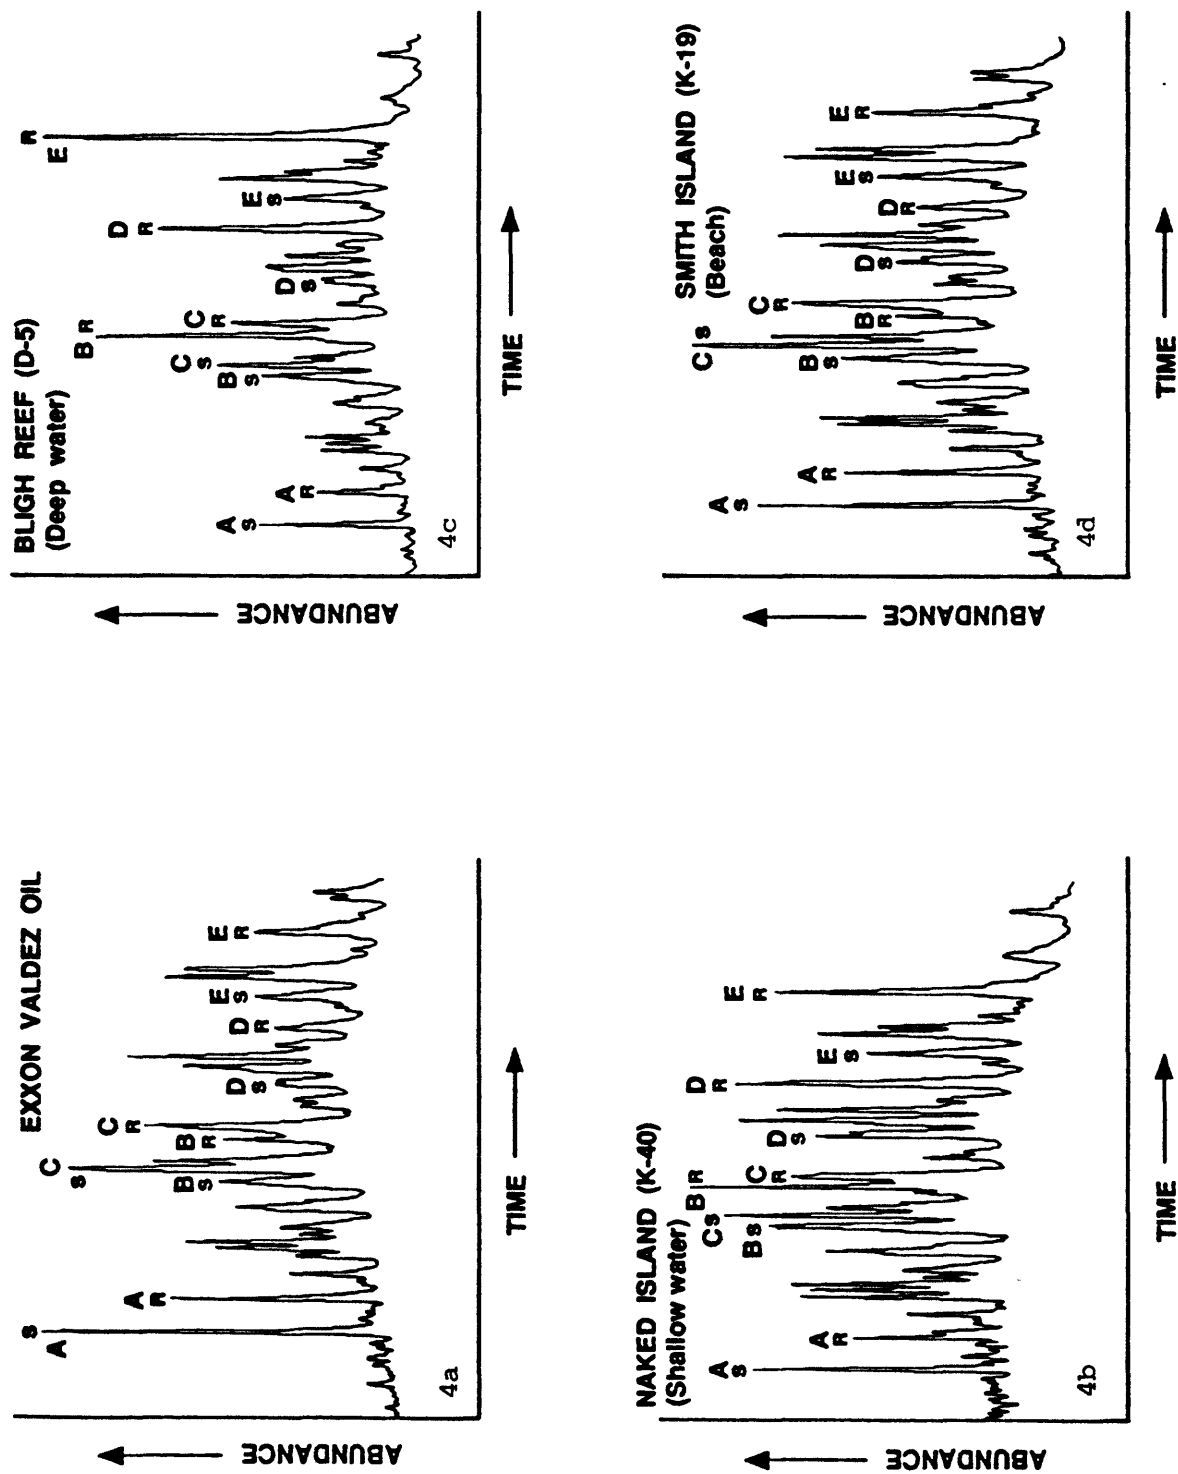 EXXON VALDEZ OIL
A S
A R
B S
C S
B R
C R
D S
D R
E S
E R
4a
ABUNDANCE
TIME
BLIGH REEF (D-5)
(Deep water)
A S
A R
B S
C S
B R
C R
D S
D R
E S
E R
4c
ABUNDANCE
TIME
NAKED ISLAND (K-40)
(Shallow water)
A S
A R
B S
C S
B R
C R
D S
D R
E S
E R
4b
ABUNDANCE
TIME
SMITH ISLAND (K-19)
(Beach)
A S
A R
B S
C S
B R
C R
D S
D R
E S
E R
4d
ABUNDANCE
TIME